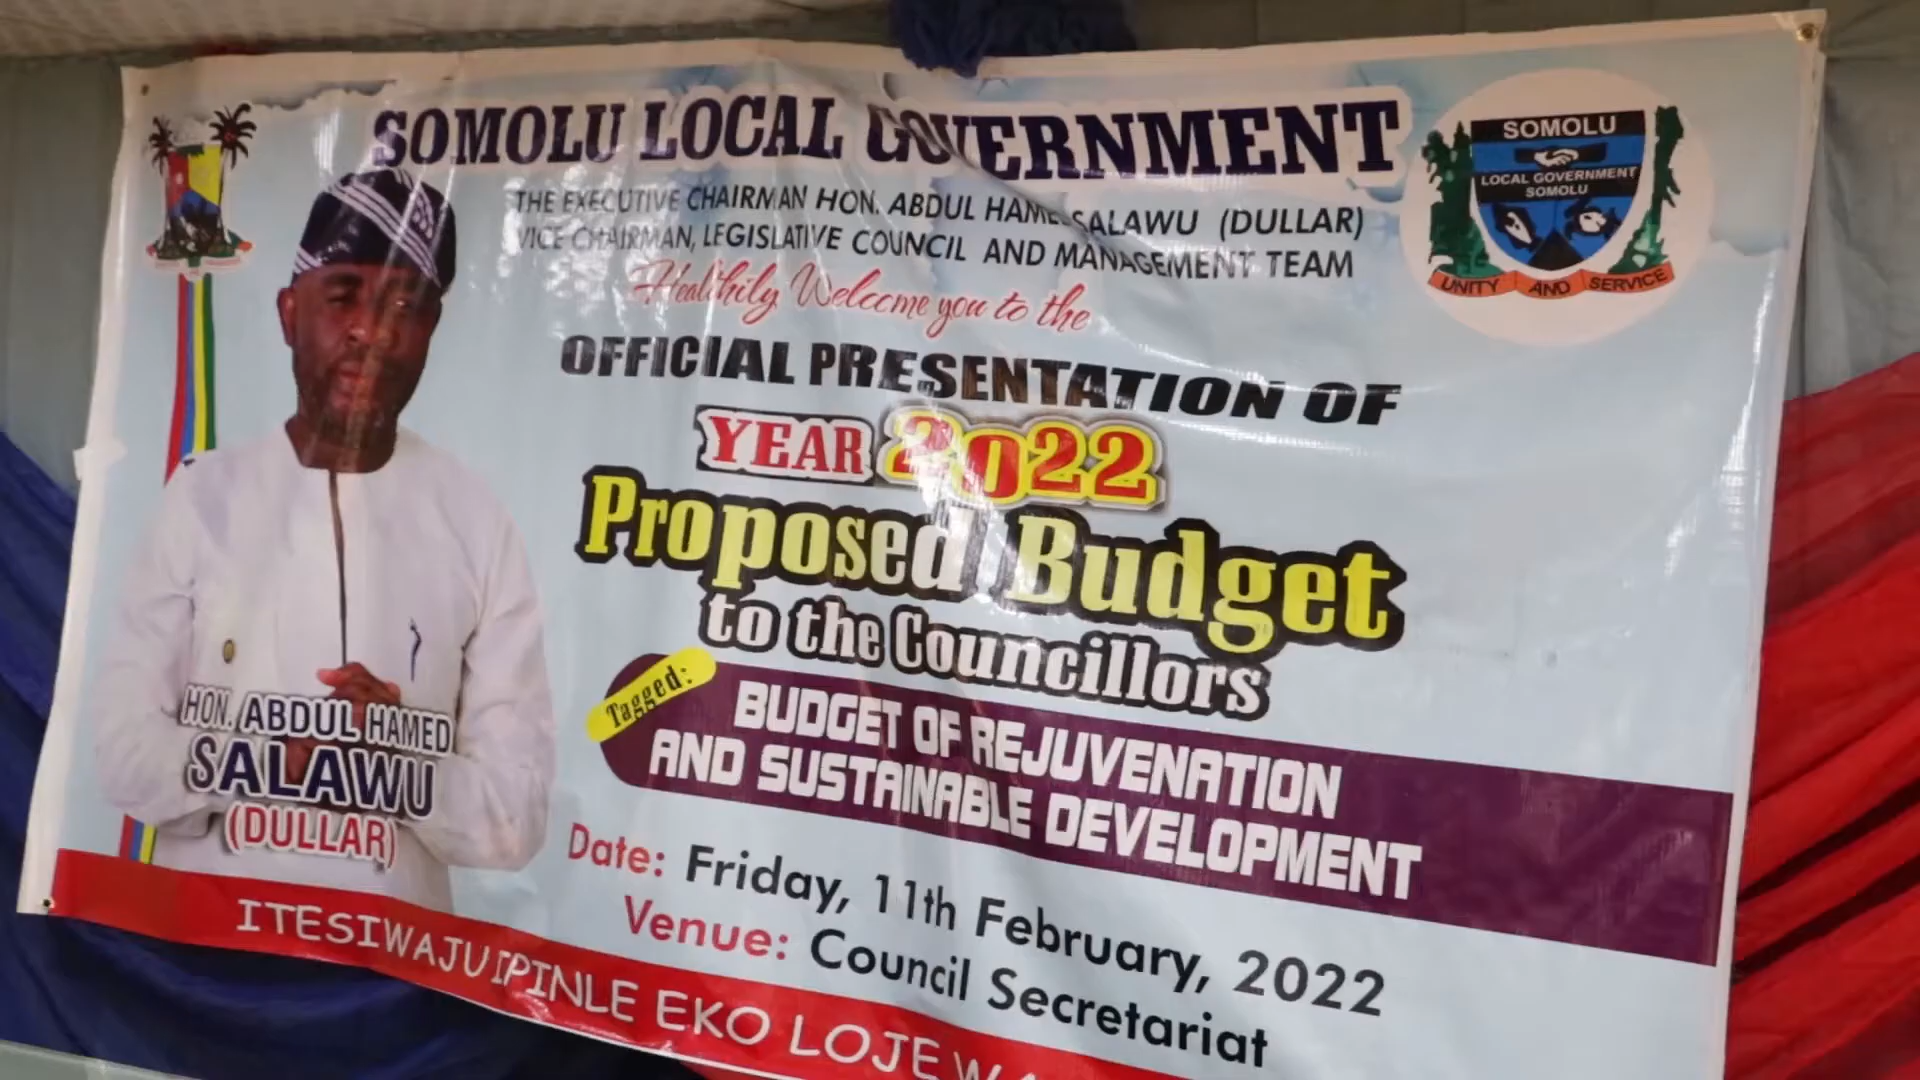 SOMOLU LOCAL GOVERNMENT
THE EXECUTIVE CHAIRMAN HON. ABDUL HAME SALAWU (DULLAR)
VICE CHAIRMAN, LEGISLATIVE COUNCIL AND MANAGEMENT TEAM
Healthily Welcome you to the
OFFICIAL PRESENTATION OF
YEAR 2022
Proposed Budget
to the Councillors
Tagged:
BUDGET OF REJUVENATION
AND SUSTAINABLE DEVELOPMENT
Date: Friday, 11th February, 2022
Venue: Council Secretariat
SOMOLU
LOCAL GOVERNMENT
SOMOLU
UNITY AND SERVICE
HON. ABDUL HAMED
SALAWU
(DULLAR)
ITESIWAJU IPINLE EKO LOJE